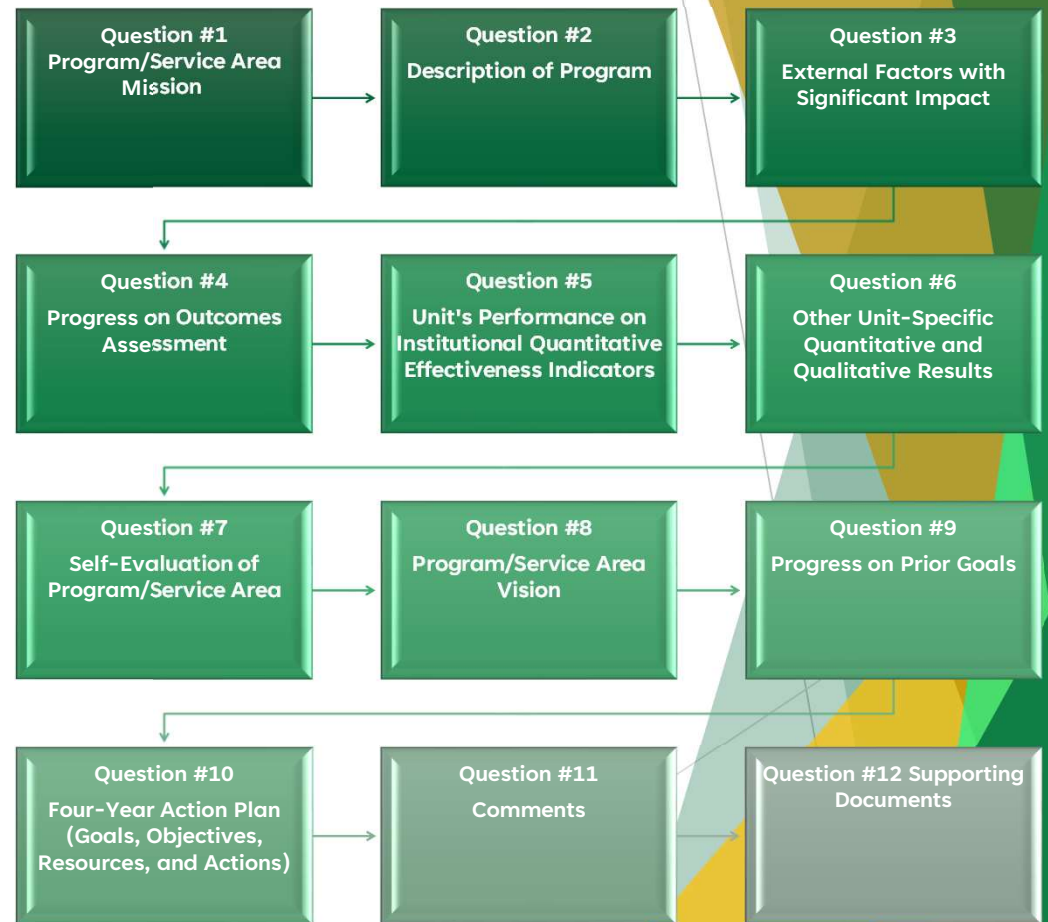 Question #1
Program/Service Area
Mission
Question #2
Description of Program
Question #3
External Factors with
Significant Impact
Question #4
Progress on Outcomes
Assessment
Question #5
Unit's Performance on
Institutional Quantitative
Effectiveness Indicators
Question #6
Other Unit-Specific
Quantitative and
Qualitative Results
Question #7
Self-Evaluation of
Program/Service Area
Question #8
Program/Service Area
Vision
Question #9
Progress on Prior Goals
Question #10
Four-Year Action Plan
(Goals, Objectives,
Resources, and Actions)
Question #11
Comments
Question #12 Supporting
Documents